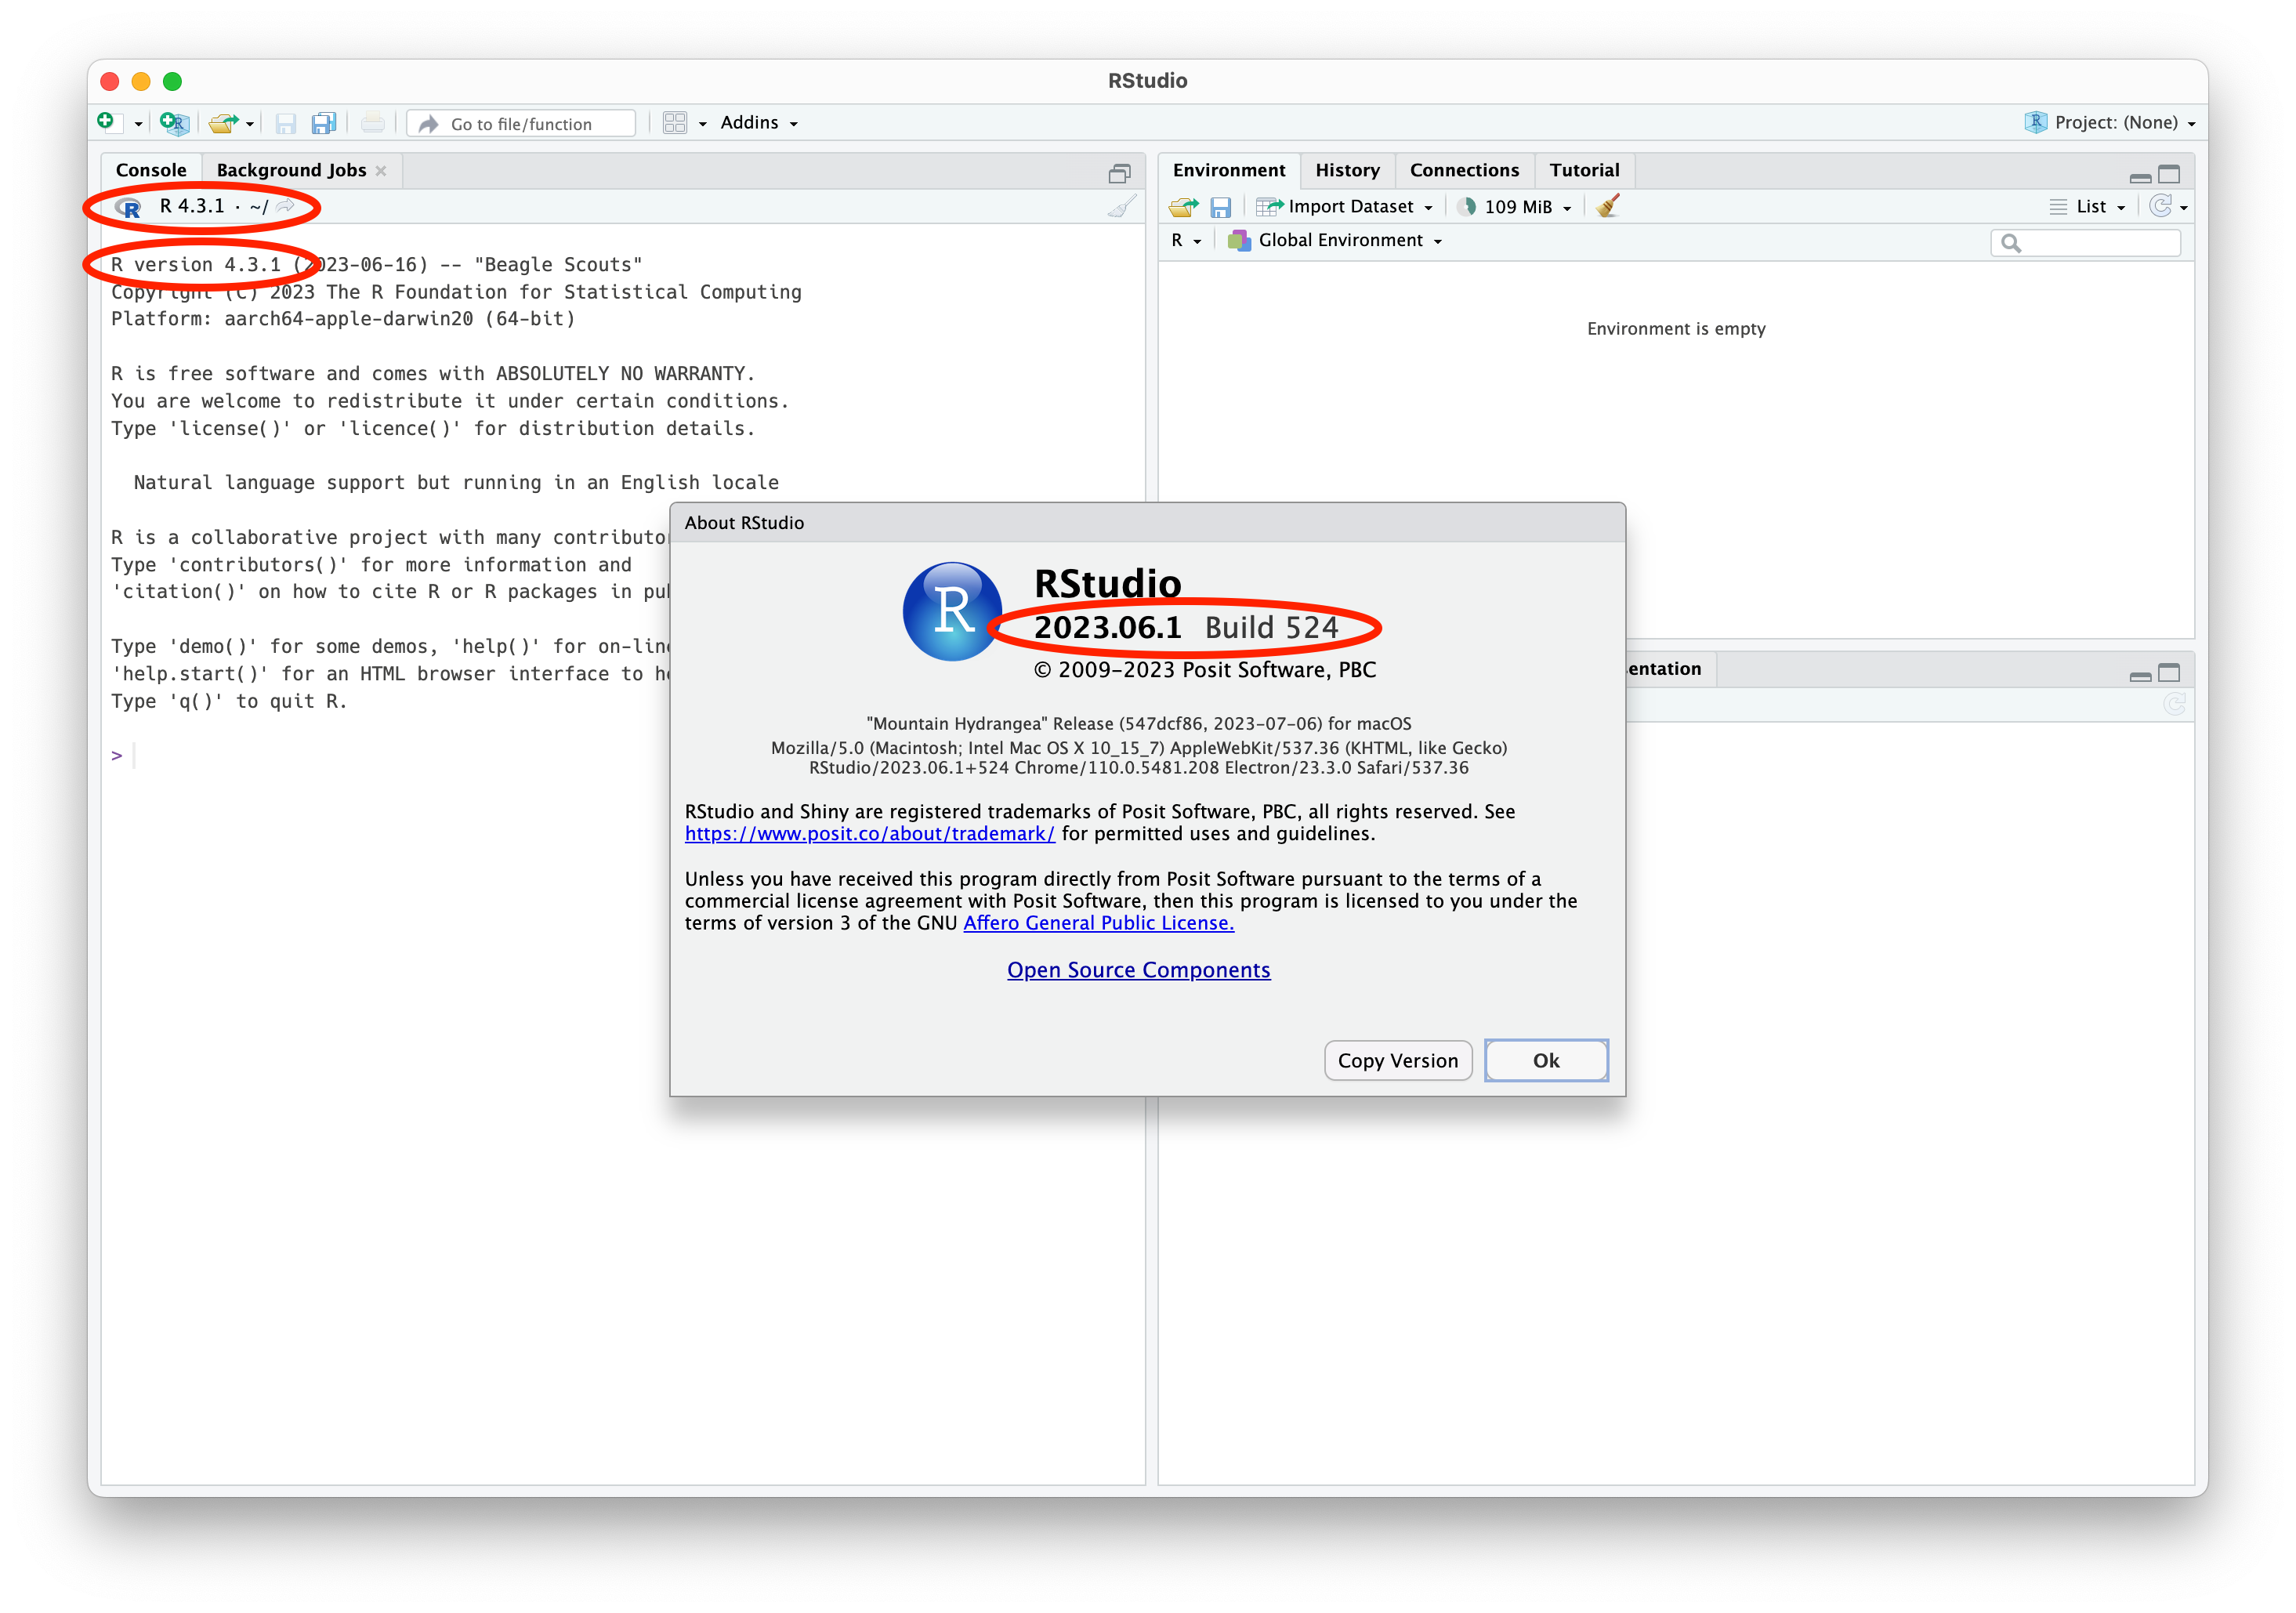 RStudio
Go to file/function
Addins
Project: (None)
Console Background Jobs
R 4.3.1 · ~/
R version 4.3.1 (2023-06-16) -- "Beagle Scouts"
Copyright (C) 2023 The R Foundation for Statistical Computing
Platform: aarch64-apple-darwin20 (64-bit)
R is free software and comes with ABSOLUTELY NO WARRANTY.
You are welcome to redistribute it under certain conditions.
Type 'license()' or 'licence()' for distribution details.
Natural language support but running in an English locale
R is a collaborative project with many contributo
Type 'contributors()' for more information and
'citation()' on how to cite R or R packages in pu
Type 'demo()' for some demos, 'help()' for on-line
'help.start()' for an HTML browser interface to he
Type 'q()' to quit R.
>
Environment History Connections Tutorial
Import Dataset 109 MiB List
R Global Environment
Environment is empty
entation
About RStudio
R
RStudio
2023.06.1 Build 524
© 2009-2023 Posit Software, PBC
"Mountain Hydrangea" Release (547dcf86, 2023-07-06) for macOS
Mozilla/5.0 (Macintosh; Intel Mac OS X 10_15_7) AppleWebKit/537.36 (KHTML, like Gecko)
RStudio/2023.06.1+524 Chrome/110.0.5481.208 Electron/23.3.0 Safari/537.36
RStudio and Shiny are registered trademarks of Posit Software, PBC, all rights reserved. See
https://www.posit.co/about/trademark/ for permitted uses and guidelines.
Unless you have received this program directly from Posit Software pursuant to the terms of a
commercial license agreement with Posit Software, then this program is licensed to you under the
terms of version 3 of the GNU Affero General Public License.
Open Source Components
Copy Version Ok